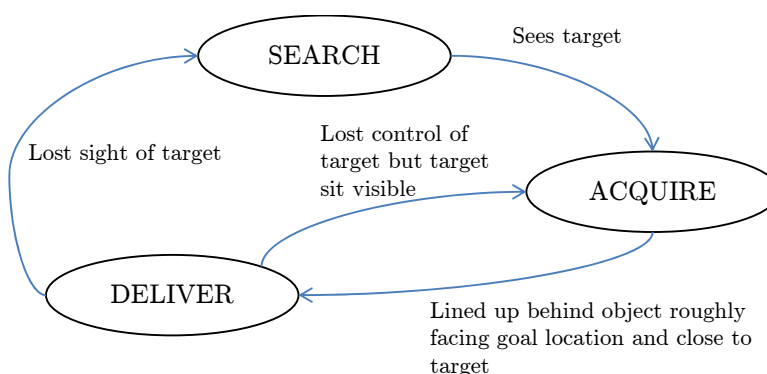 SEARCH
Sees target
Lost sight of target
Lost control of
target but target
sit visible
ACQUIRE
DELIVER
Lined up behind object roughly
facing goal location and close to
target